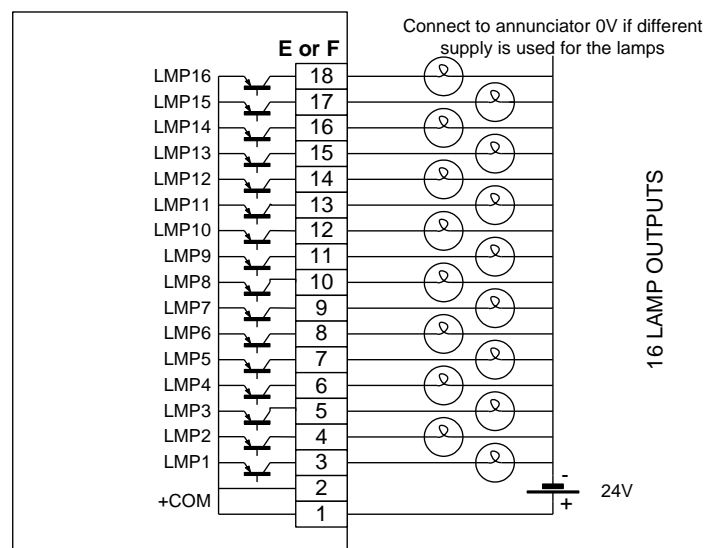 Connect to annunciator 0V if different
supply is used for the lamps
E or F
LMP16 18
LMP15 17
LMP14 16
LMP13 15
LMP12 14
LMP11 13
LMP10 12
LMP9 11
LMP8 10
LMP7 9
LMP6 8
LMP5 7
LMP4 6
LMP3 5
LMP2 4
LMP1 3
2
+COM
1
16 LAMP OUTPUTS
-
24V
+